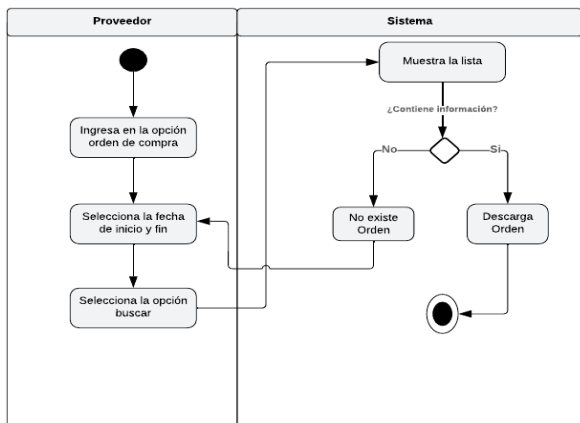 Proveedor
Sistema
Muestra la lista
¿Contiene información?
Ingresa en la opción
orden de compra
No
Si
Selecciona la fecha
de inicio y fin
No existe
Orden
Descarga
Orden
Selecciona la opción
buscar